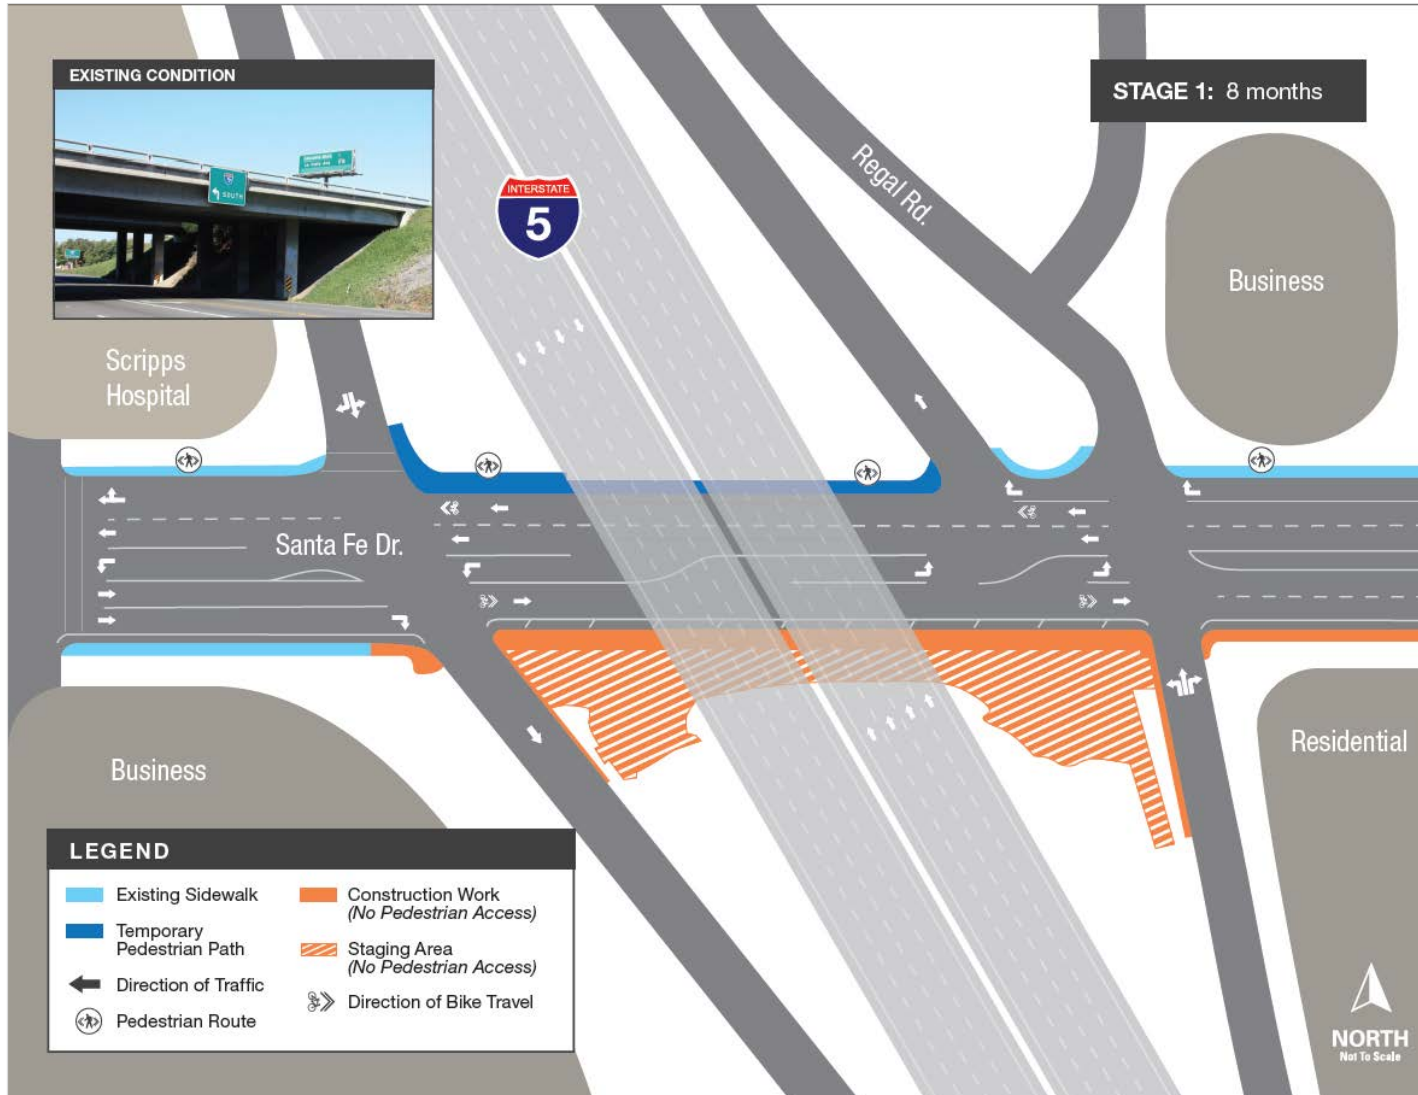 EXISTING CONDITION
SOUTH
STAGE 1: 8 months
INTERSTATE
5
Regal Rd.
Business
Scripps
Hospital
Santa Fe Dr.
Business
Residential
LEGEND
Existing Sidewalk
Temporary
Pedestrian Path
Direction of Traffic
Pedestrian Route
Construction Work
(No Pedestrian Access)
Staging Area
(No Pedestrian Access)
Direction of Bike Travel
NORTH
Not To Scale